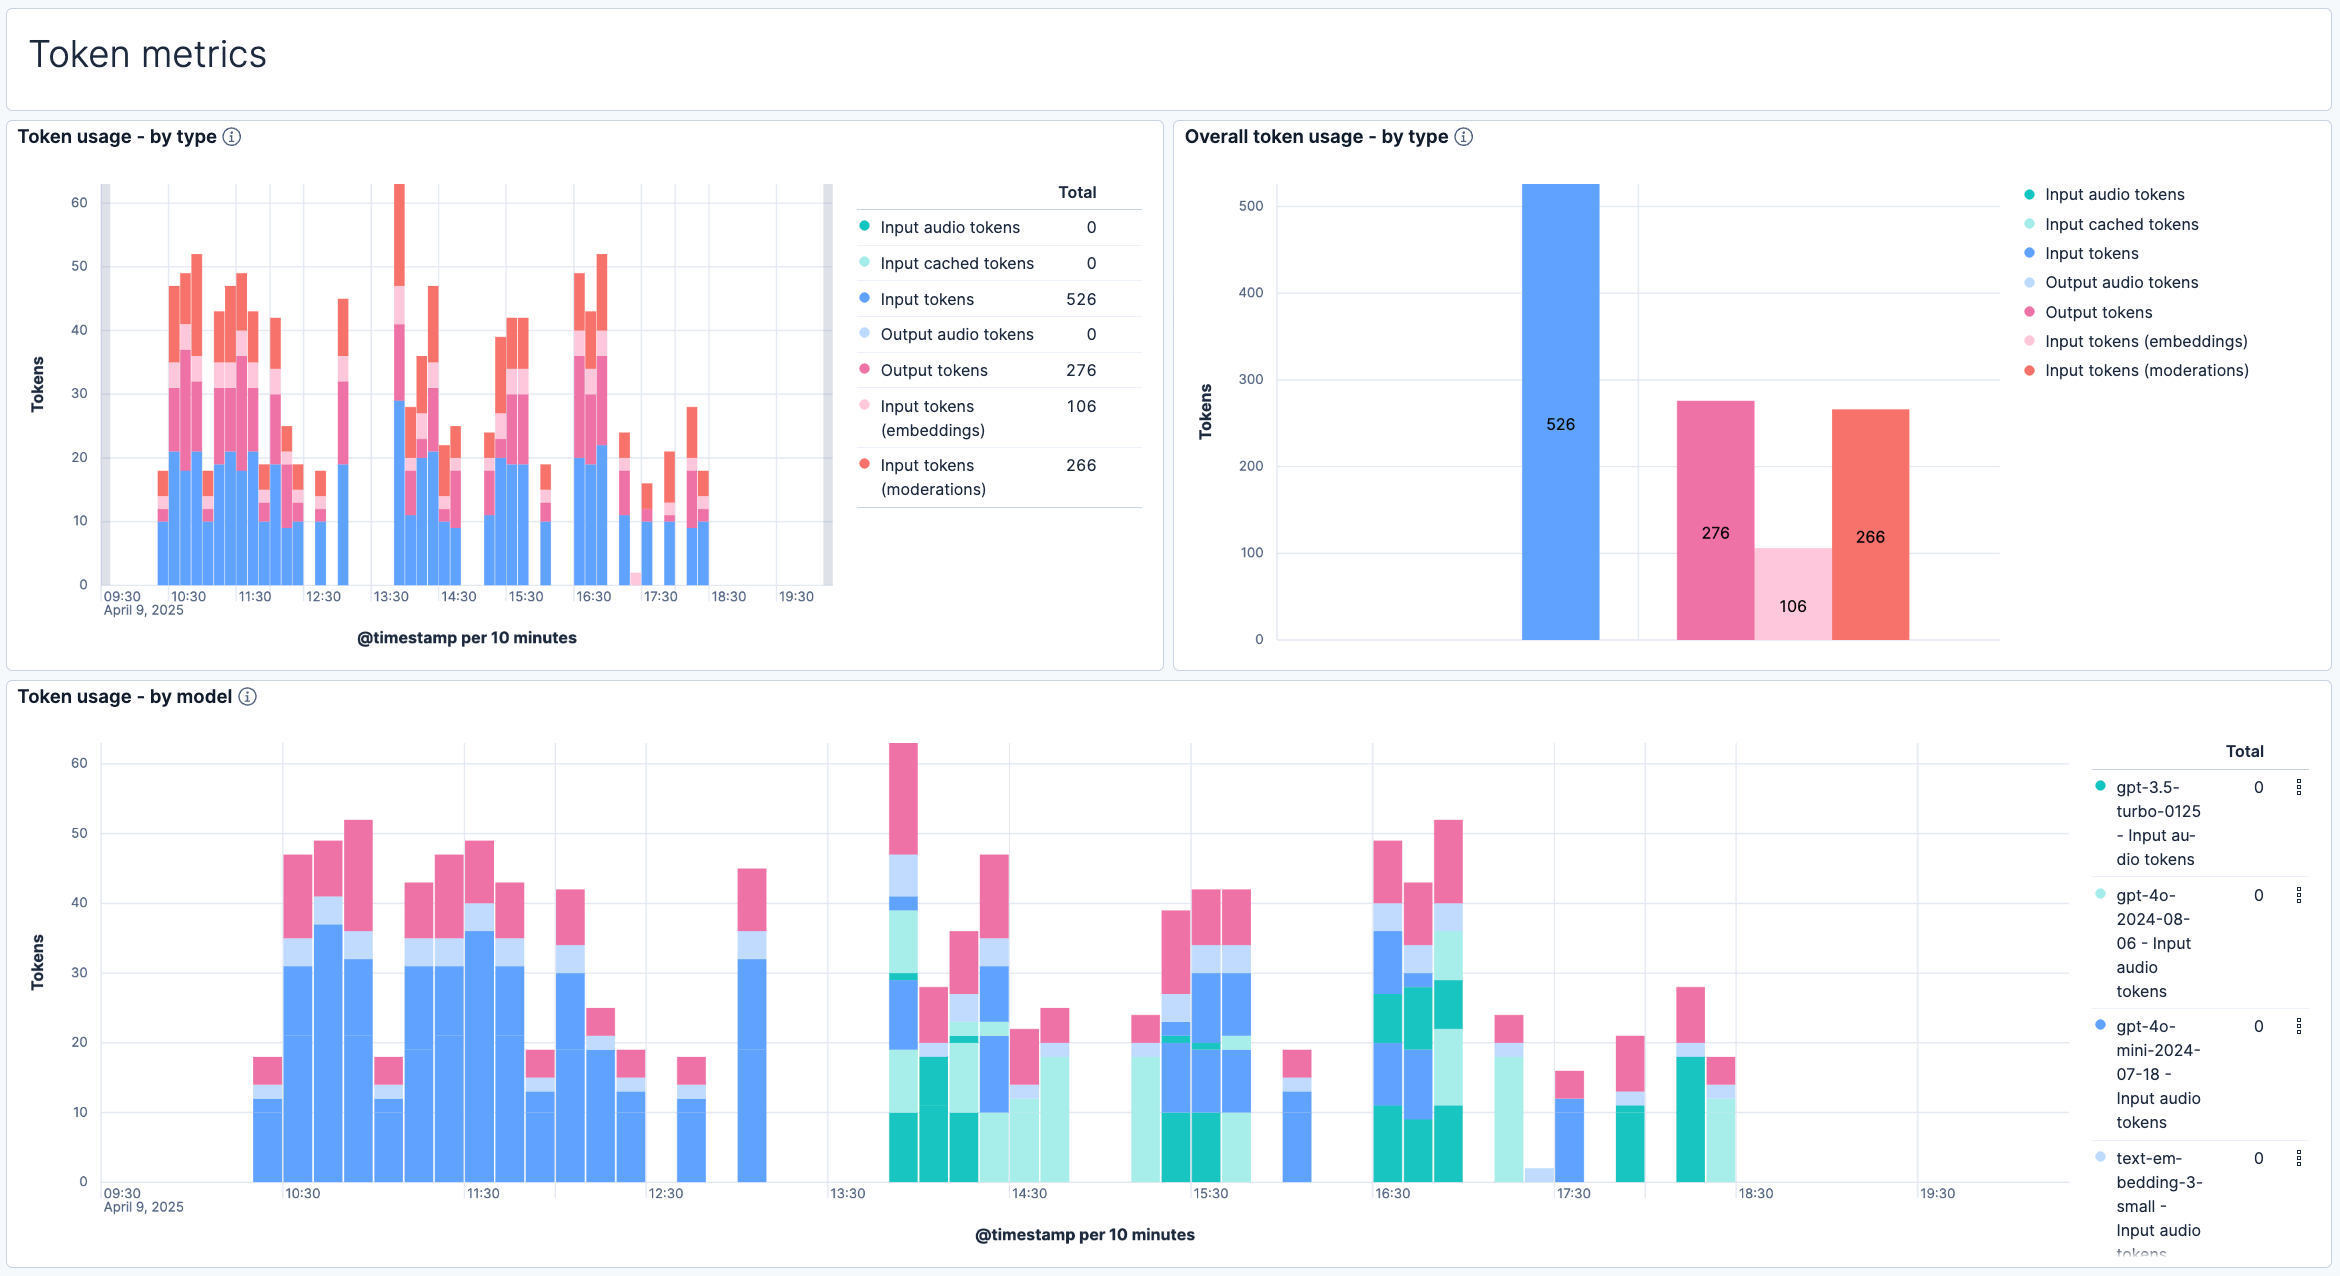 Token metrics
Token usage - by type
Tokens
60
50
40
30
20
10
0
09:30
10:30
11:30
12:30
13:30
14:30
15:30
16:30
17:30
18:30
19:30
April 9, 2025
@timestamp per 10 minutes
Total
Input audio tokens 0
Input cached tokens 0
Input tokens 526
Output audio tokens 0
Output tokens 276
Input tokens 106
(embeddings)
Input tokens 266
(moderations)
Overall token usage - by type
Tokens
500
400
300
200
100
0
526
276
106
266
Input audio tokens
Input cached tokens
Input tokens
Output audio tokens
Output tokens
Input tokens (embeddings)
Input tokens (moderations)
Token usage - by model
Tokens
60
50
40
30
20
10
0
09:30
10:30
11:30
12:30
13:30
14:30
15:30
16:30
17:30
18:30
19:30
April 9, 2025
@timestamp per 10 minutes
Total
gpt-3.5- 0
turbo-0125
- Input au-
dio tokens
gpt-4o- 0
2024-08-
06 - Input
audio
tokens
gpt-4o- 0
mini-2024-
07-18 -
Input audio
tokens
text-em- 0
bedding-3-
small -
Input audio
tokens